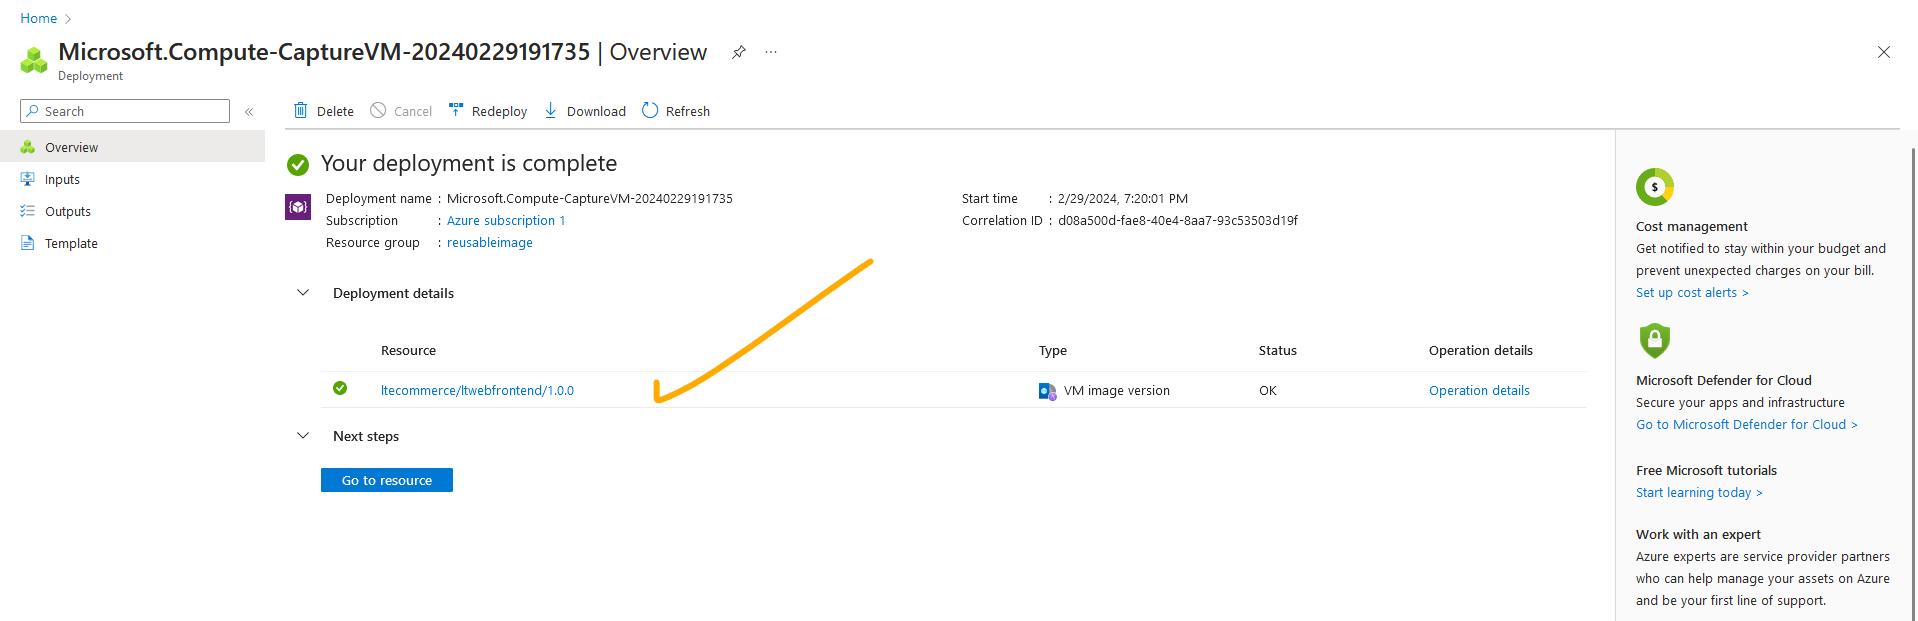 Home >
Microsoft.Compute-CaptureVM-20240229191735 | Overview ...
Deployment
Search «
Overview
Inputs
Outputs
Template
Delete Cancel Redeploy Download Refresh
Your deployment is complete
Deployment name : Microsoft.Compute-CaptureVM-20240229191735
Subscription : Azure subscription 1
Resource group : reusableimage
Start time : 2/29/2024, 7:20:01 PM
Correlation ID : d08a500d-fae8-40e4-8aa7-93c53503d19f
Deployment details
Resource Type Status Operation details
ltecommerce/ltwebfrontend/1.0.0 VM image version OK Operation details
Next steps
Go to resource
$
Cost management
Get notified to stay within your budget and
prevent unexpected charges on your bill.
Set up cost alerts >
Microsoft Defender for Cloud
Secure your apps and infrastructure
Go to Microsoft Defender for Cloud >
Free Microsoft tutorials
Start learning today >
Work with an expert
Azure experts are service provider partners
who can help manage your assets on Azure
and be your first line of support.